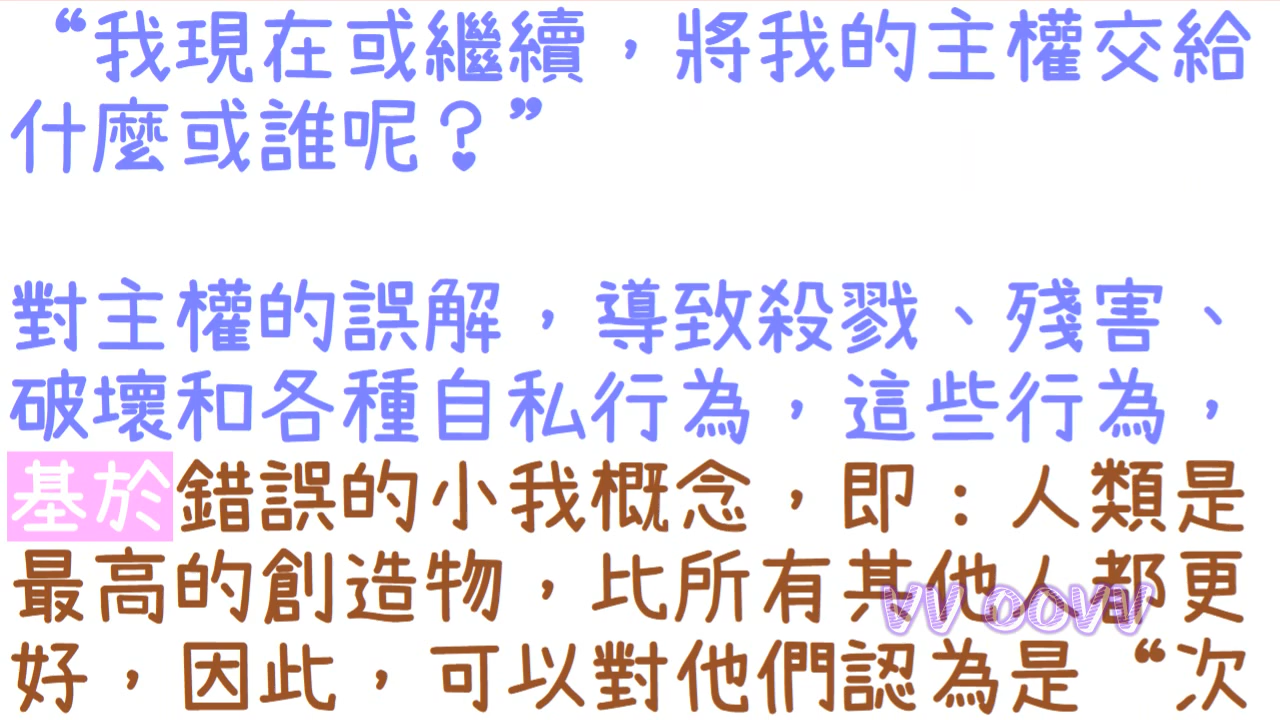 “我現在或繼續，將我的主權交給
什麼或誰呢？”
對主權的誤解，導致殺戮、殘害、
破壞和各種自私行為，這些行為，
基於錯誤的小我概念，即：人類是
最高的創造物，比所有其他人都更
好，因此，可以對他們認為是“次
vv oovv